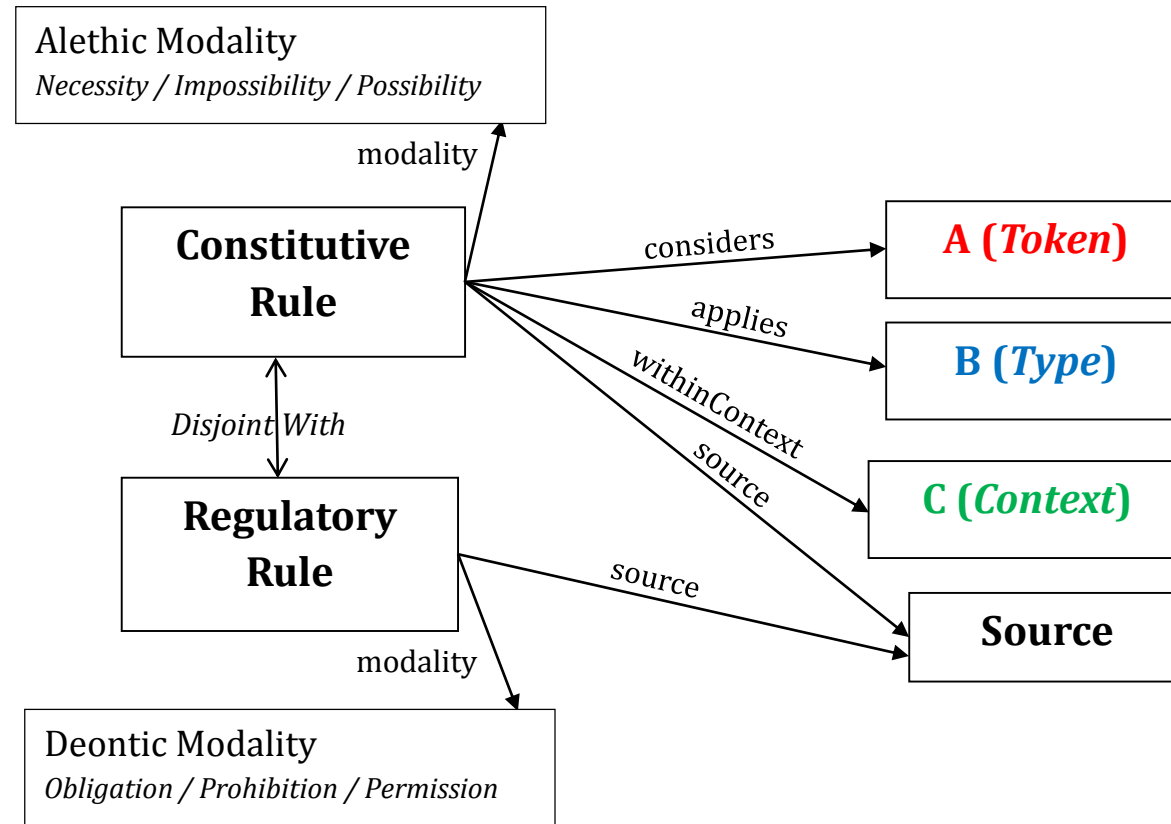 Alethic Modality
Necessity / Impossibility / Possibility
modality
Constitutive
Rule
considers
A (Token)
applies
B (Type)
withinContext
C (Context)
source
Disjoint With
Regulatory
Rule
source
Source
modality
Deontic Modality
Obligation / Prohibition / Permission